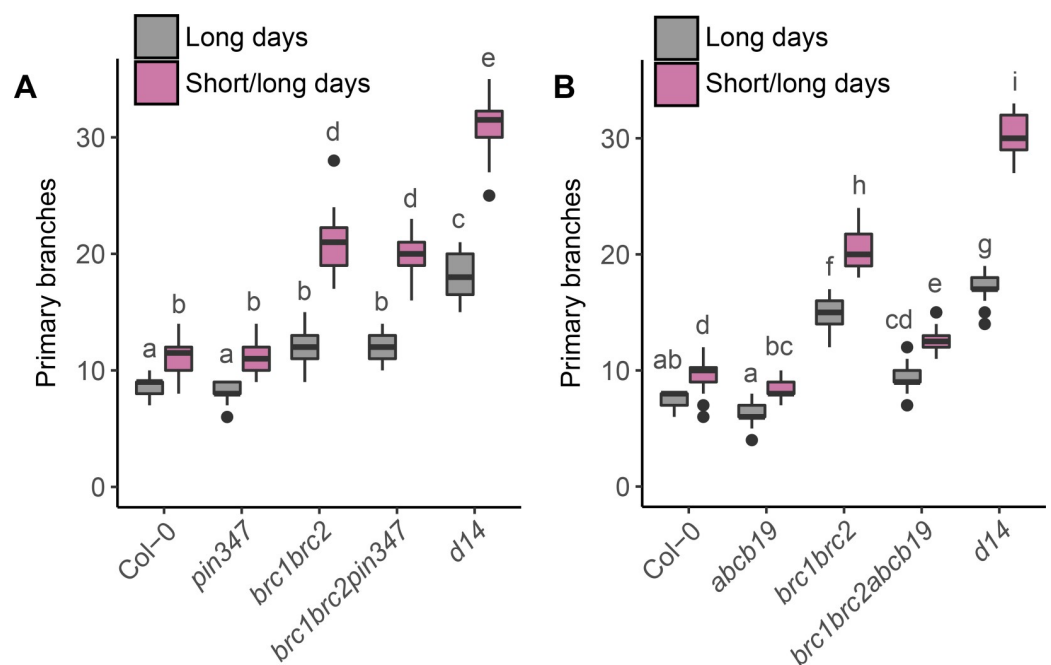 A
Long days
Short/long days
Primary branches
30
20
10
0
a
b
a
b
b
d
b
d
c
e
Col−0
pin347
brc1brc2
brc1brc2pin347
d14
B
Long days
Short/long days
Primary branches
30
20
10
0
ab
d
a
bc
f
h
cd
e
g
i
Col−0
abcb19
brc1brc2
brc1brc2abcb19
d14